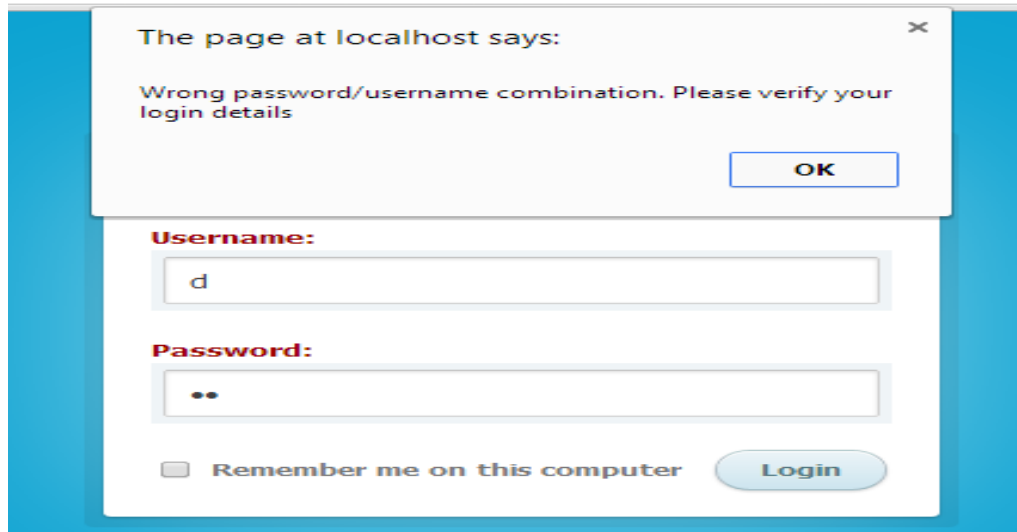 The page at localhost says:
Wrong password/username combination. Please verify your
login details
OK
Username:
d
Password:
••
Remember me on this computer
Login